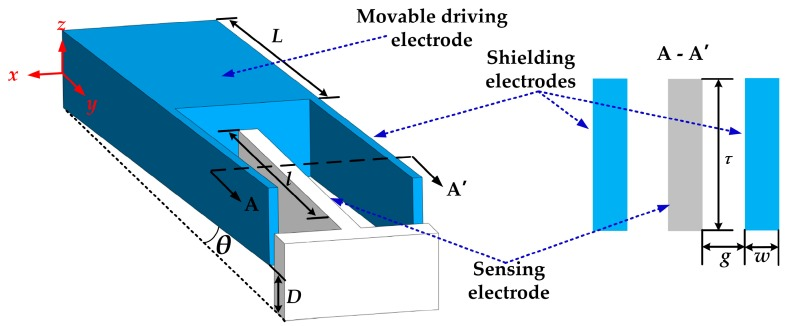 Movable driving
electrode
L
z
x
y
Shielding
electrodes
A - A′
l
A
A′
τ
θ
g
w
D
Sensing
electrode